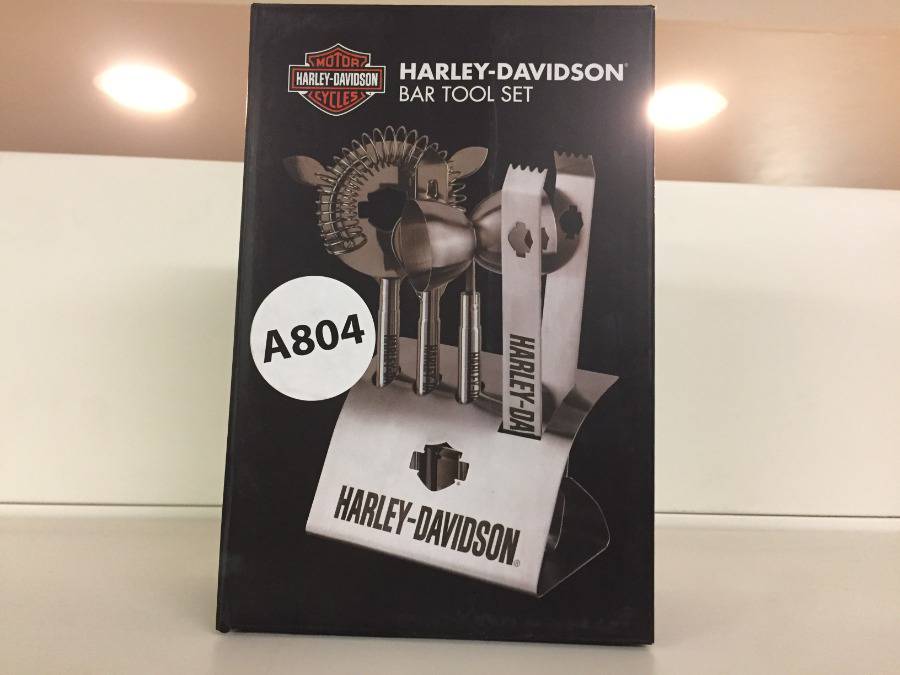 MOTOR
HARLEY-DAVIDSON
CYCLES
HARLEY-DAVIDSON
BAR TOOL SET
A804
HARLEY-DA
HARLEY-DAVIDSON®